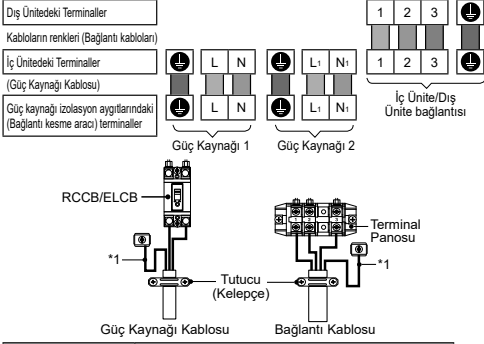 Dış Ünitedeki Terminaller
1 2 3
Kabloların renkleri (Bağlantı kabloları)
İç Ünitedeki Terminaller
L N L1 N1 1 2 3
(Güç Kaynağı Kablosu)
Güç kaynağı izolasyon aygıtlarındaki
(Bağlantı kesme aracı) terminaller
L N L1 N1
İç Ünite/Dış
Ünite bağlantısı
Güç Kaynağı 1
Güç Kaynağı 2
RCCB/ELCB
Terminal
Panosu
*1
*1
Tutucu
(Kelepçe)
Güç Kaynağı Kablosu
Bağlantı Kablosu